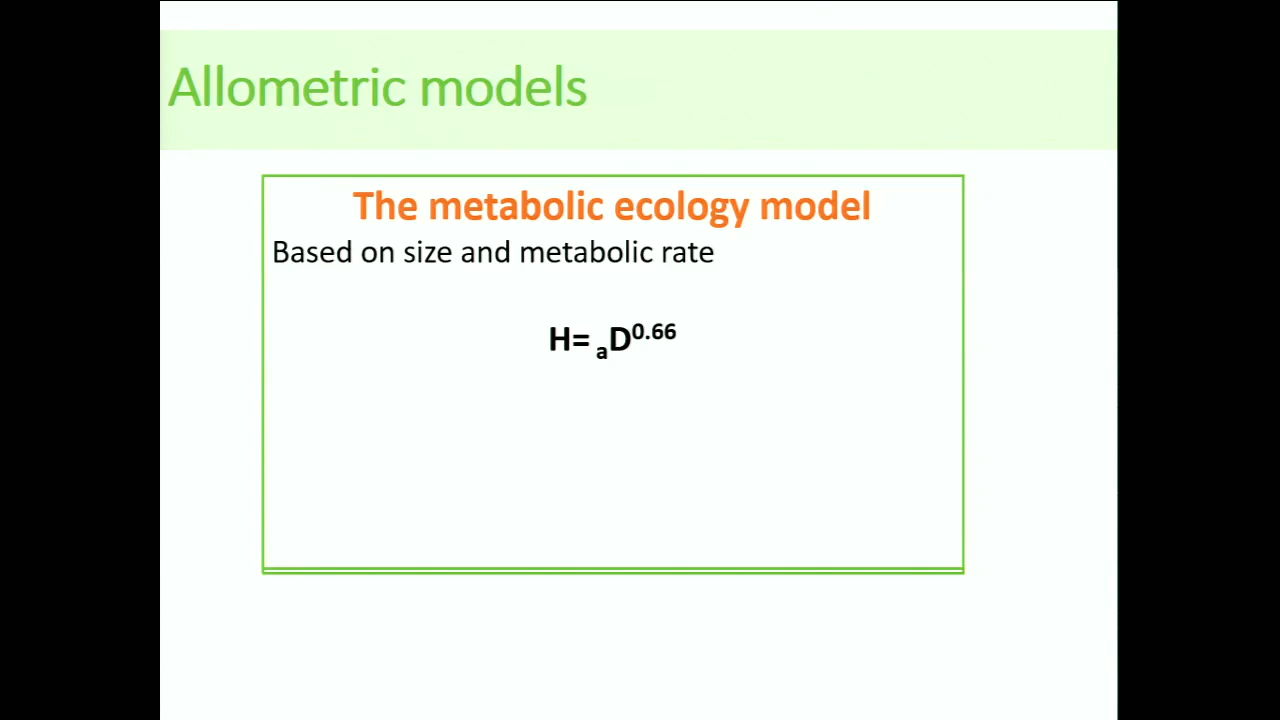 Allometric models
The metabolic ecology model
Based on size and metabolic rate
H= ₐD⁰·⁶⁶